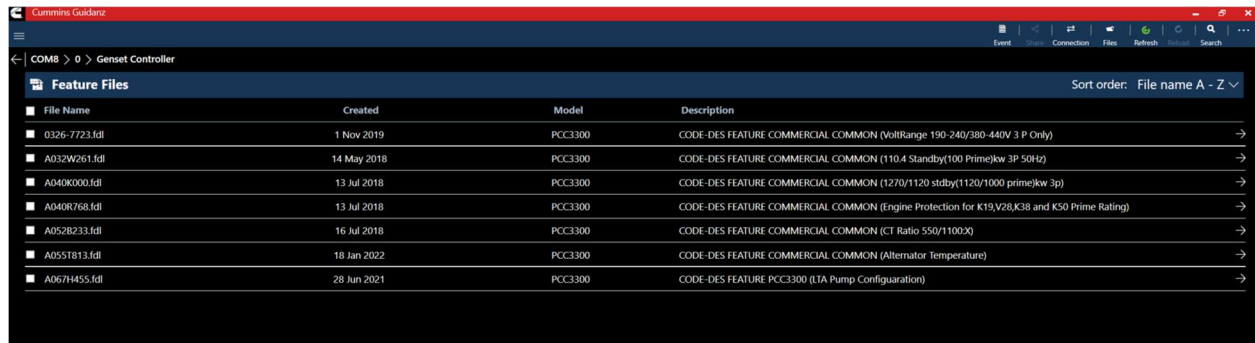 Cummins Guidanz
Event Share Connection Files Refresh Reload Search
COM8 > 0 > Genset Controller
Feature Files Sort order: File name A - Z
File Name Created Model Description
0326-7723.fdl 1 Nov 2019 PCC3300 CODE-DES FEATURE COMMERCIAL COMMON (VoltRange 190-240/380-440V 3 P Only)
A032W261.fdl 14 May 2018 PCC3300 CODE-DES FEATURE COMMERCIAL COMMON (110.4 Standby(100 Prime)kw 3P 50Hz)
A040K000.fdl 13 Jul 2018 PCC3300 CODE-DES FEATURE COMMERCIAL COMMON (1270/1120 stdby(1120/1000 prime)kw 3p)
A040R768.fdl 13 Jul 2018 PCC3300 CODE-DES FEATURE COMMERCIAL COMMON (Engine Protection for K19,V28,K38 and K50 Prime Rating)
A052B233.fdl 16 Jul 2018 PCC3300 CODE-DES FEATURE COMMERCIAL COMMON (CT Ratio 550/1100:X)
A055T813.fdl 18 Jan 2022 PCC3300 CODE-DES FEATURE COMMERCIAL COMMON (Alternator Temperature)
A067H455.fdl 28 Jun 2021 PCC3300 CODE-DES FEATURE PCC3300 (LTA Pump Configuaration)